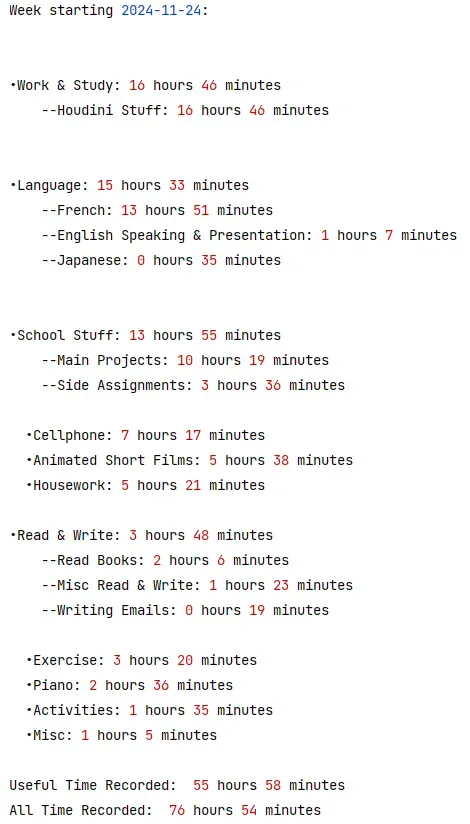 Week starting 2024-11-24:
•Work & Study: 16 hours 46 minutes
--Houdini Stuff: 16 hours 46 minutes
•Language: 15 hours 33 minutes
--French: 13 hours 51 minutes
--English Speaking & Presentation: 1 hours 7 minutes
--Japanese: 0 hours 35 minutes
•School Stuff: 13 hours 55 minutes
--Main Projects: 10 hours 19 minutes
--Side Assignments: 3 hours 36 minutes
•Cellphone: 7 hours 17 minutes
•Animated Short Films: 5 hours 38 minutes
•Housework: 5 hours 21 minutes
•Read & Write: 3 hours 48 minutes
--Read Books: 2 hours 6 minutes
--Misc Read & Write: 1 hours 23 minutes
--Writing Emails: 0 hours 19 minutes
•Exercise: 3 hours 20 minutes
•Piano: 2 hours 36 minutes
•Activities: 1 hours 35 minutes
•Misc: 1 hours 5 minutes
Useful Time Recorded:  55 hours 58 minutes
All Time Recorded:  76 hours 54 minutes